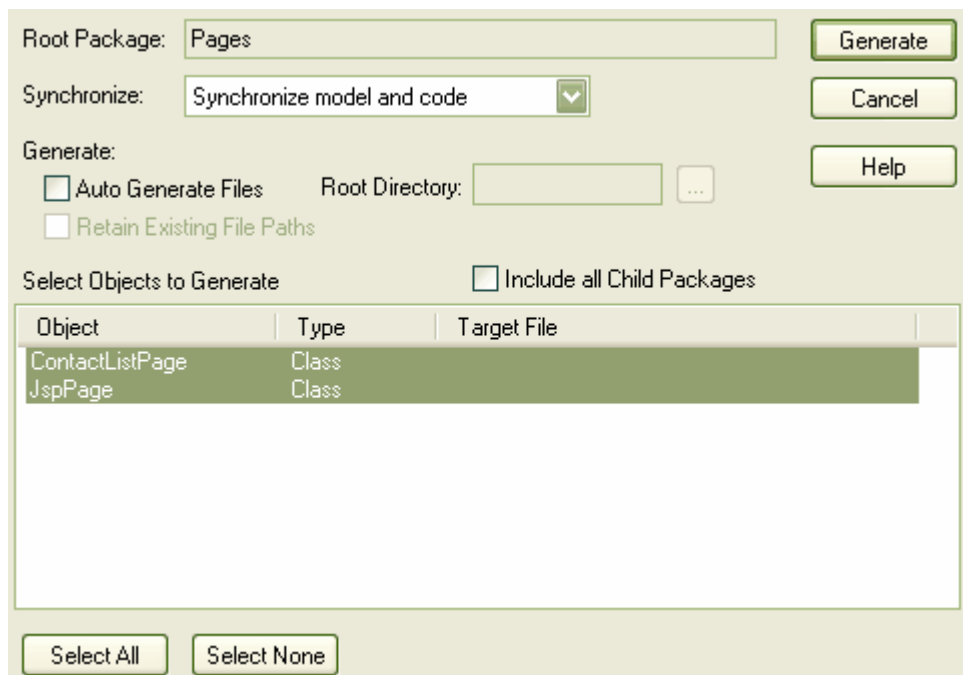 Root Package: Pages Generate
Synchronize: Synchronize model and code Cancel
Generate: Help
Auto Generate Files Root Directory: ...
Retain Existing File Paths
Select Objects to Generate Include all Child Packages
Object Type Target File
ContactListPage Class
JspPage Class
Select All Select None